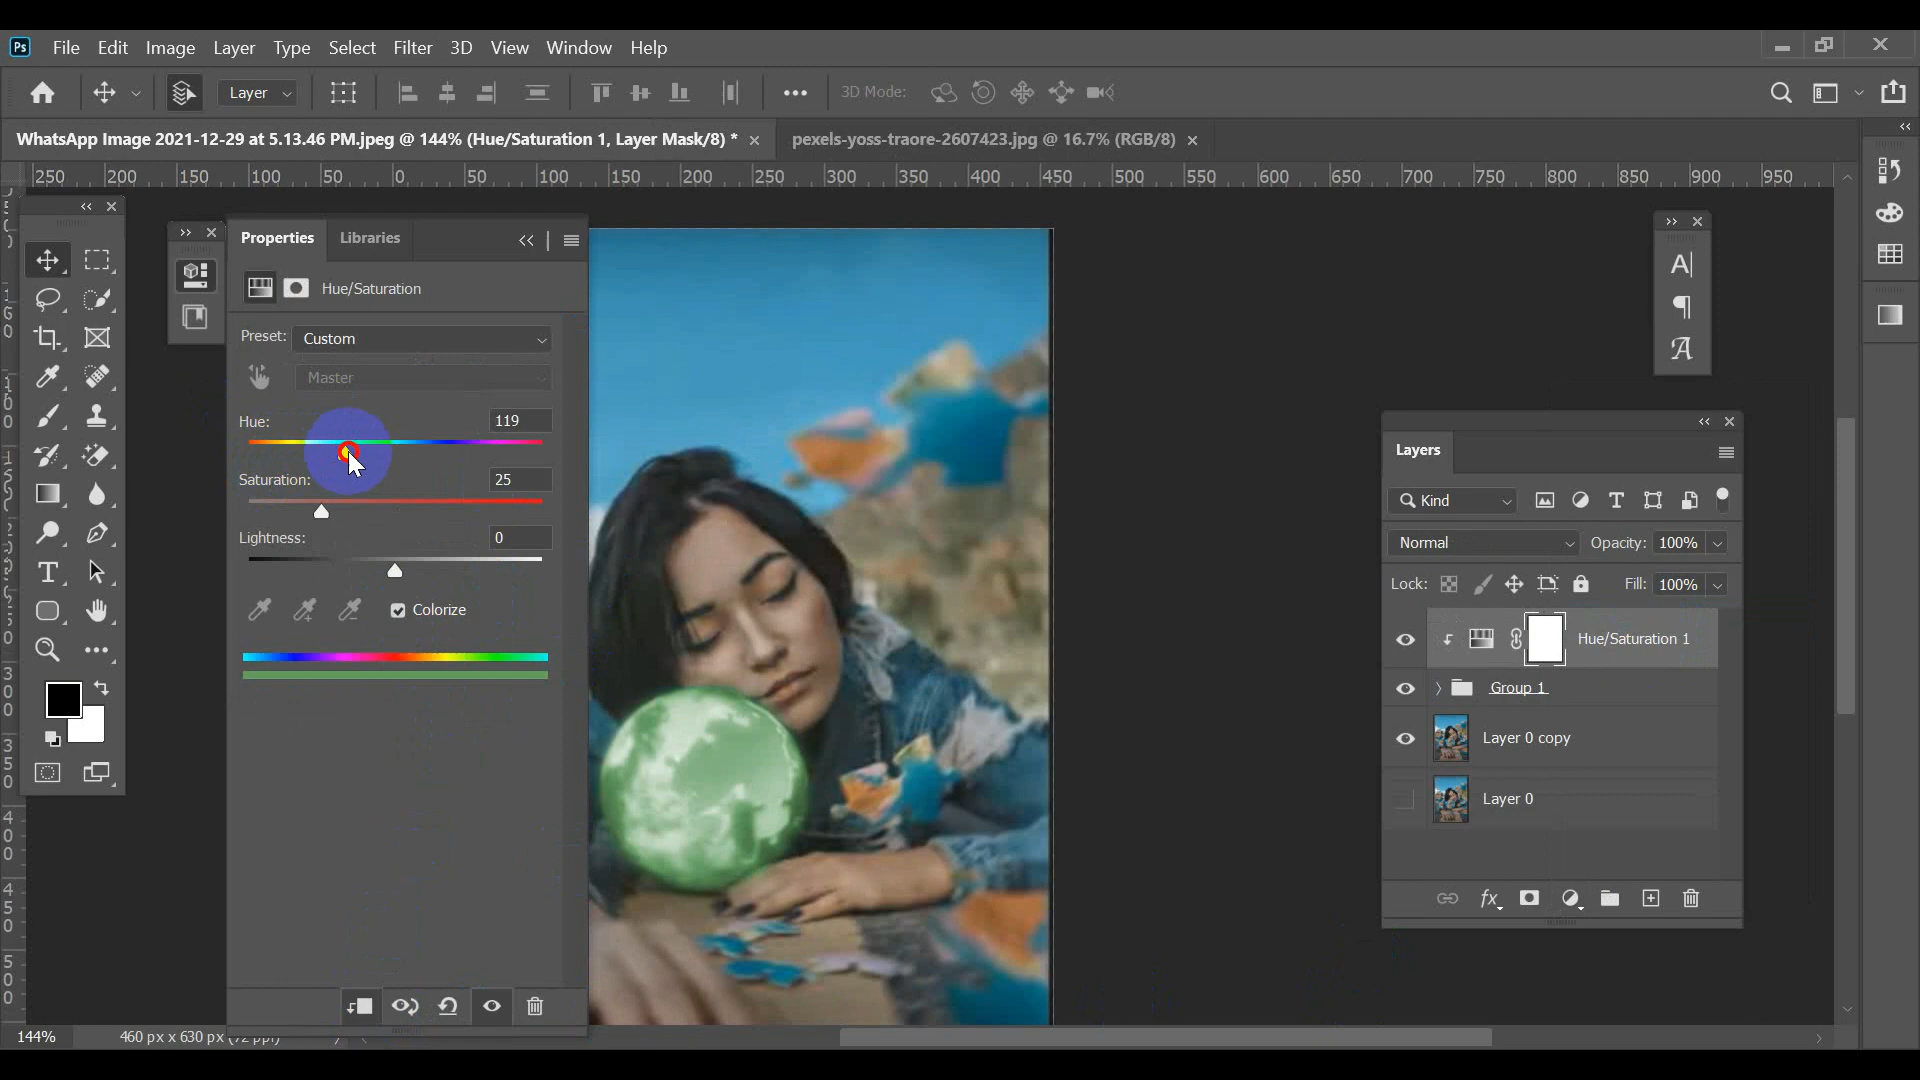 Ps File Edit Image Layer Type Select Filter 3D View Window Help
Layer 3D Mode:
WhatsApp Image 2021-12-29 at 5.13.46 PM.jpeg @ 144% (Hue/Saturation 1, Layer Mask/8) * pexels-yoss-traore-2607423.jpg @ 16.7% (RGB/8)
250 200 150 100 50 0 50 100 150 200 250 300 350 400 450 500 550 600 650 700 750 800 850 900 950
Properties Libraries
Hue/Saturation
Preset: Custom
Master
Hue: 119
Saturation: 25
Lightness: 0
Colorize
Layers
Kind
Normal Opacity: 100%
Lock: Fill: 100%
Hue/Saturation 1
Group 1
Layer 0 copy
Layer 0
fx
144% 460 px x 630 px